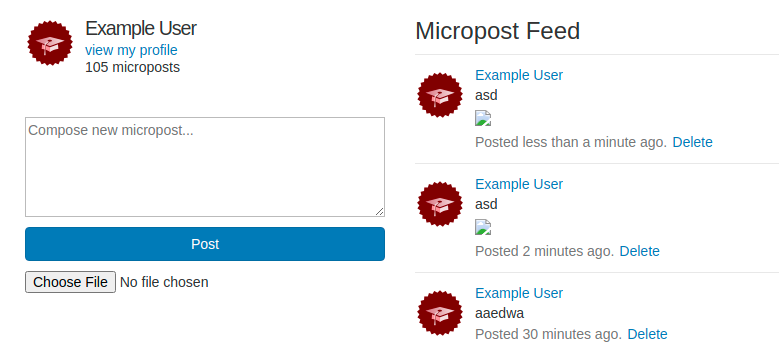 Example User
view my profile
105 microposts
Compose new micropost...
Post
Choose File No file chosen
Micropost Feed
Example User
asd
Posted less than a minute ago. Delete
Example User
asd
Posted 2 minutes ago. Delete
Example User
aaedwa
Posted 30 minutes ago. Delete